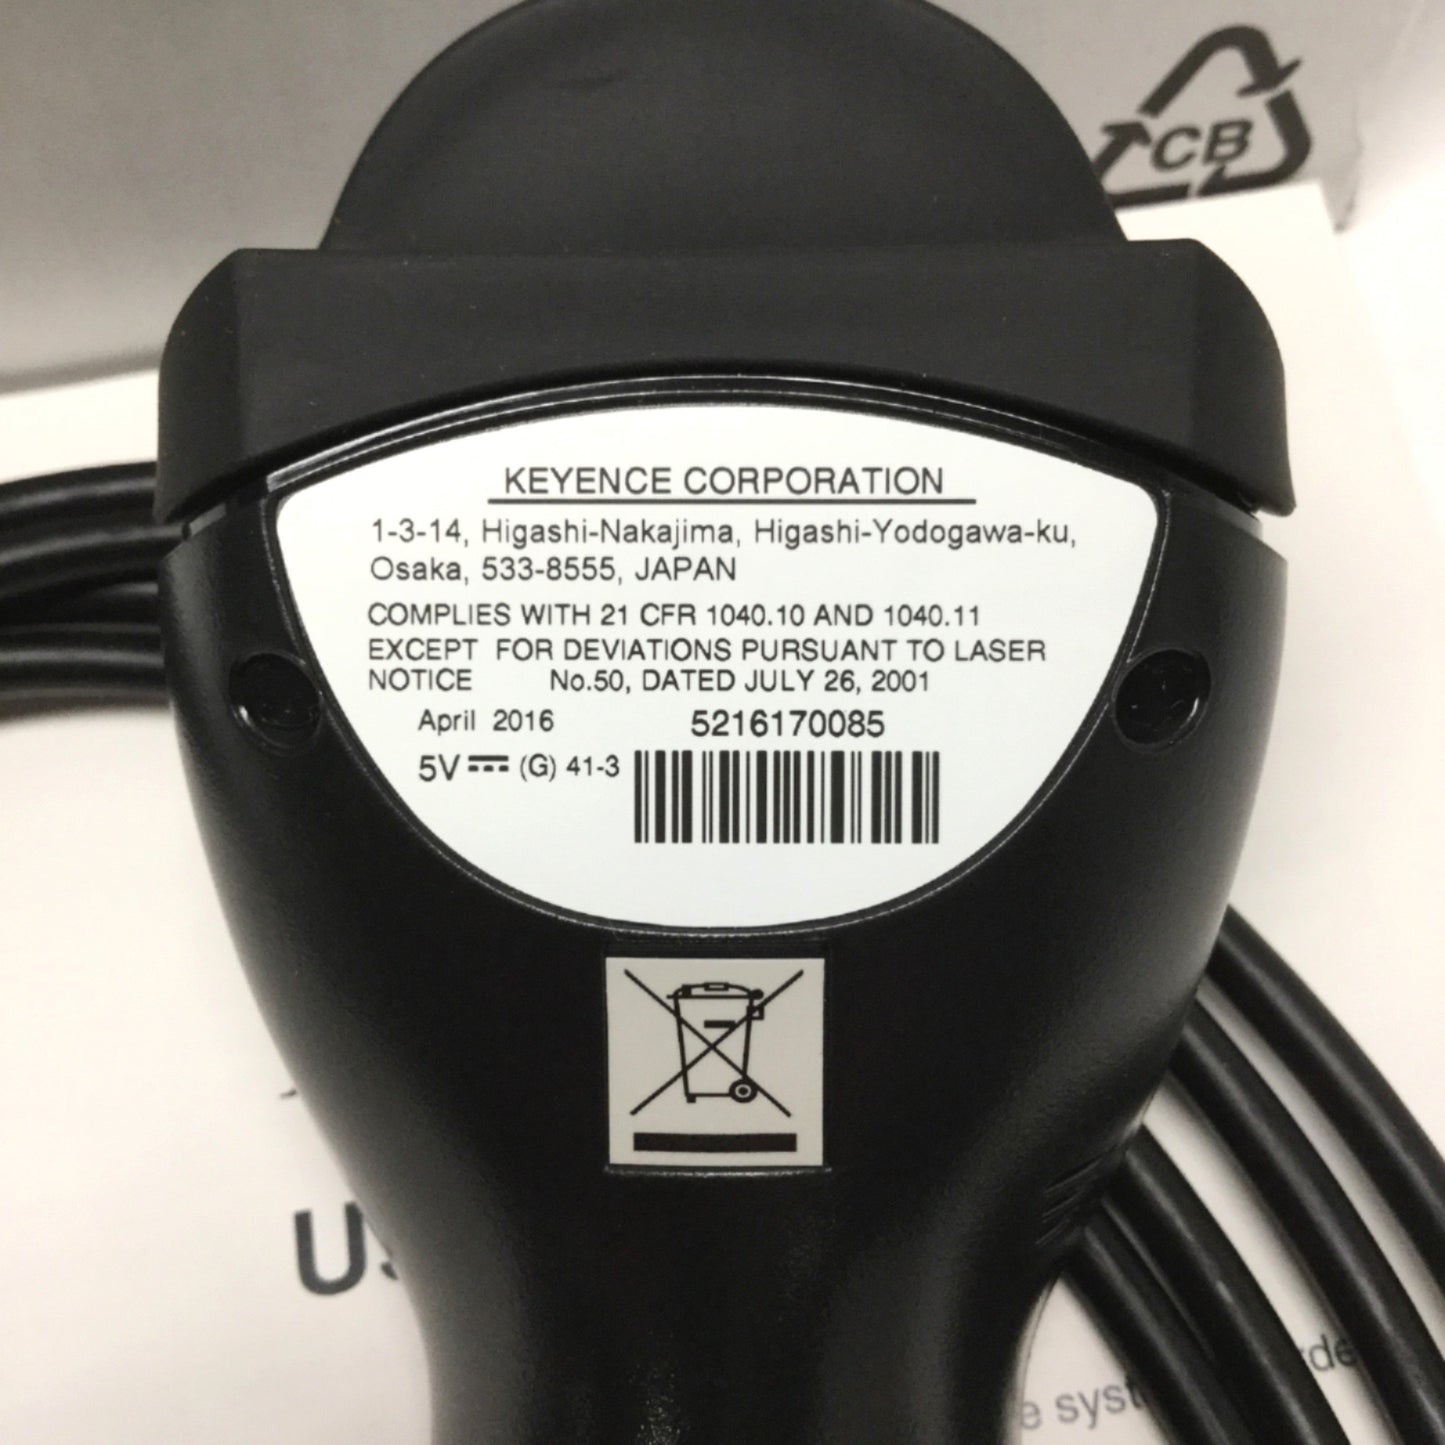 CB
KEYENCE CORPORATION
1-3-14, Higashi-Nakajima, Higashi-Yodogawa-ku,
Osaka, 533-8555, JAPAN
COMPLIES WITH 21 CFR 1040.10 AND 1040.11
EXCEPT FOR DEVIATIONS PURSUANT TO LASER
NOTICE No.50, DATED JULY 26, 2001
April 2016 5216170085
5V (G) 41-3